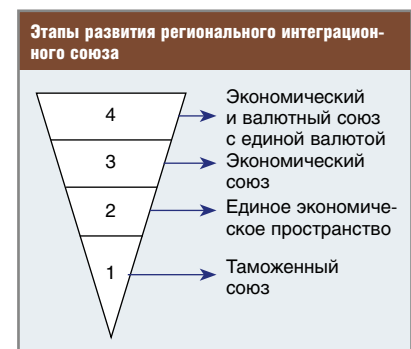 Этапы развития регионального интеграцион-
ного союза
4
Экономический
и валютный союз
с единой валютой
3
Экономический
союз
2
Единое экономиче-
ское пространство
1
Таможенный
союз